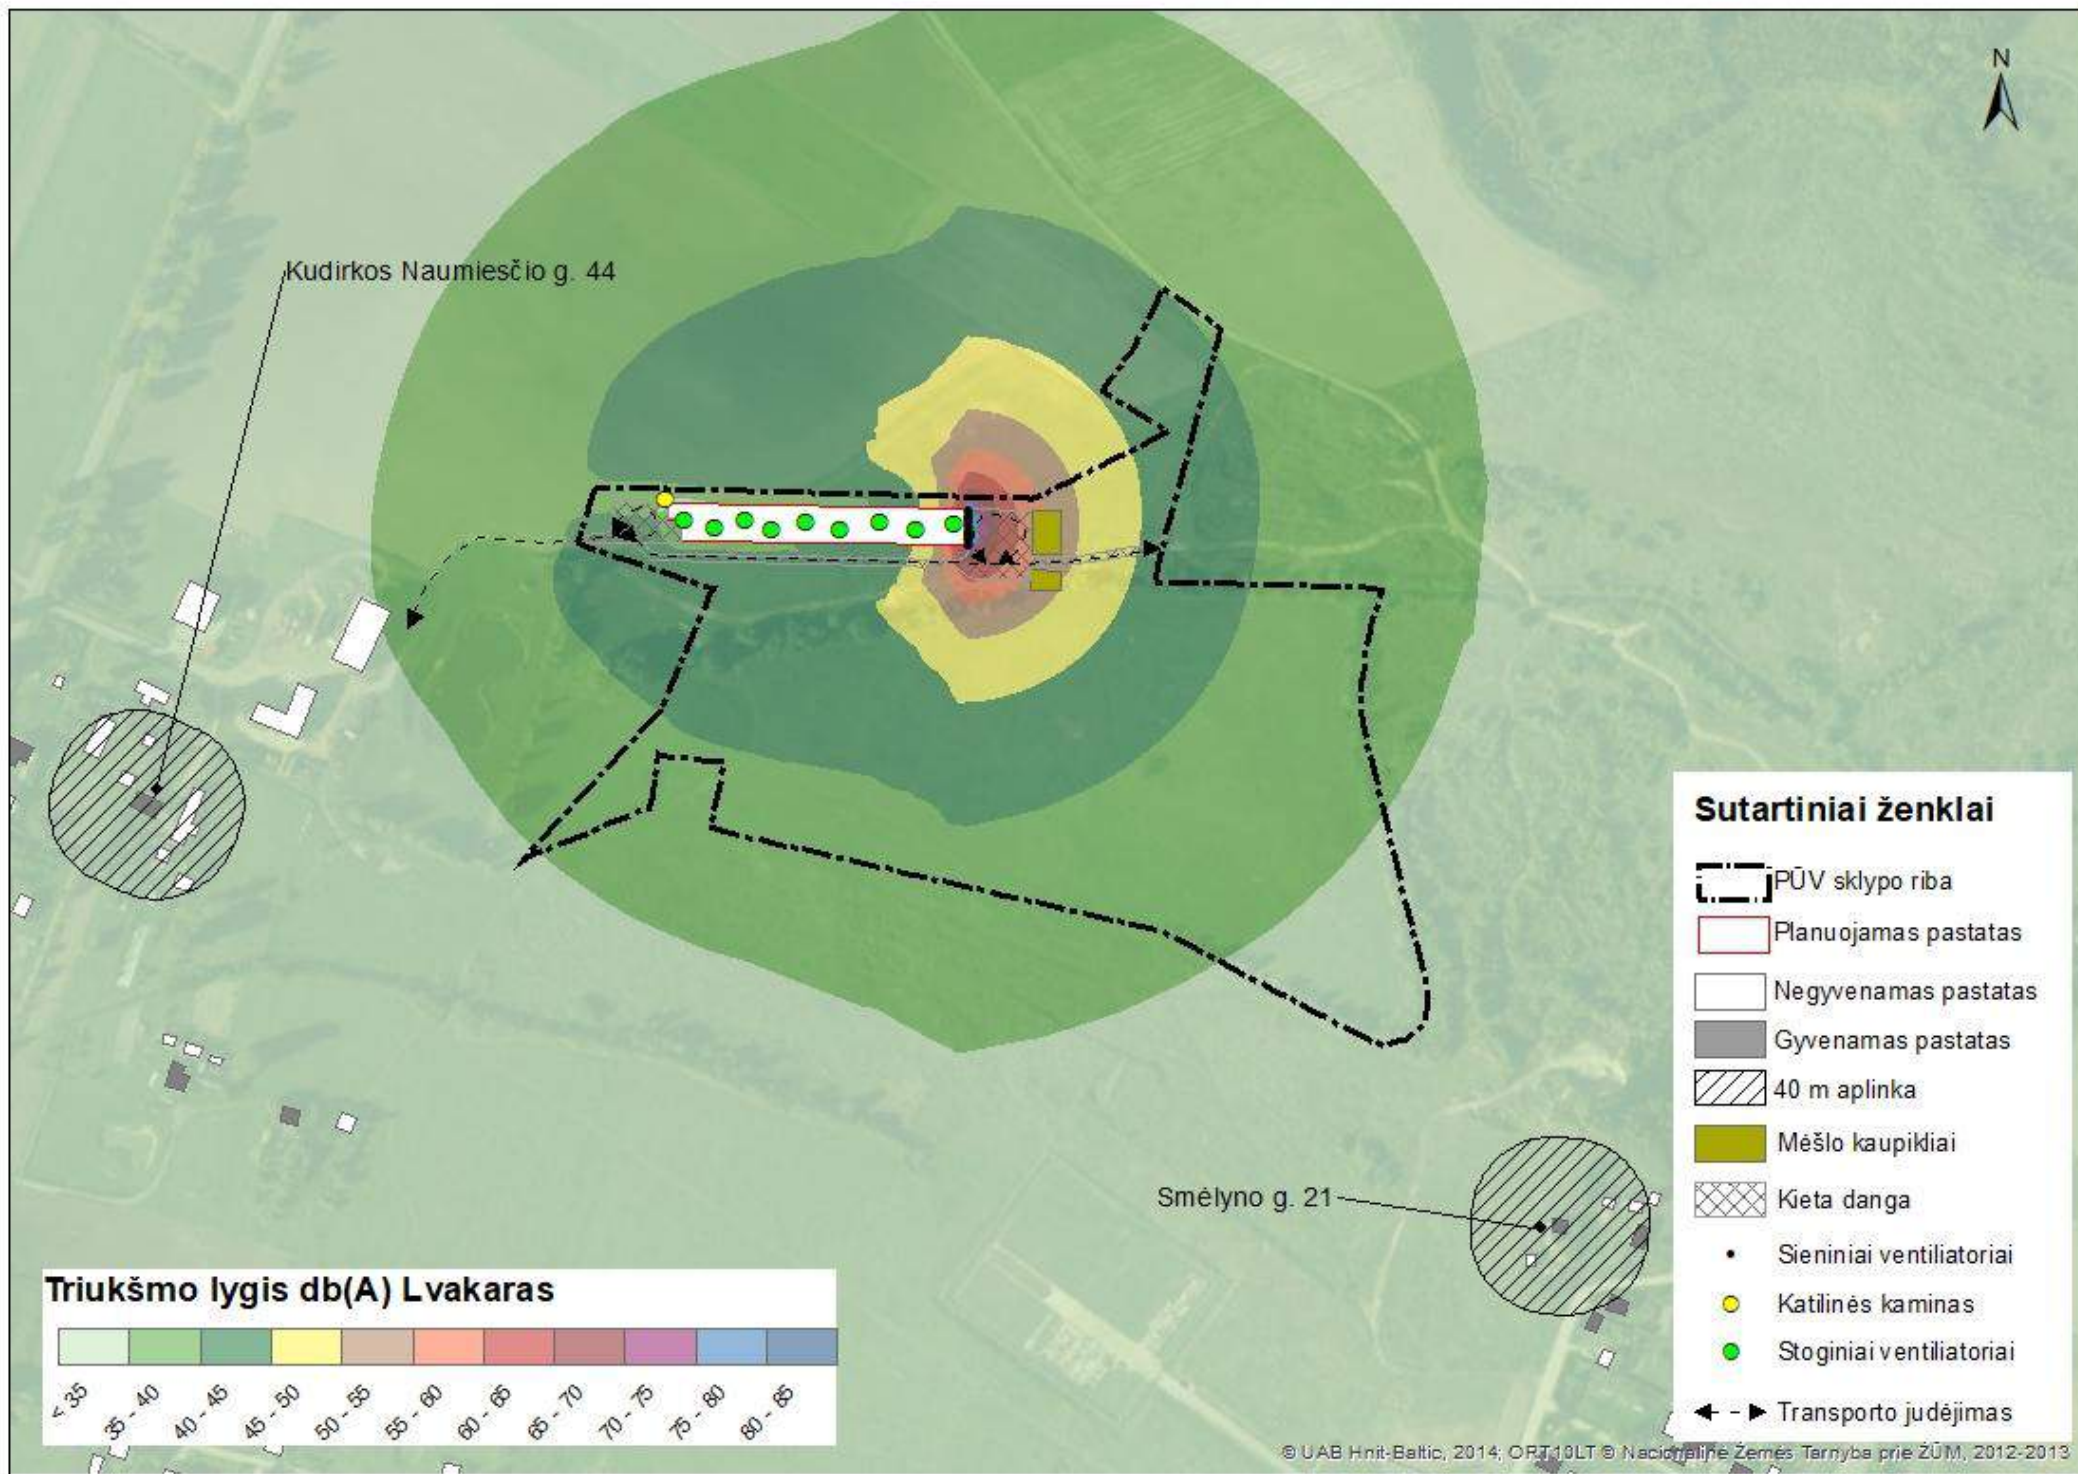 N
Kudirkos Naumiesčio g. 44
Smėlyno g. 21
Sutartiniai ženklai
PŪV sklypo riba
Planuojamas pastatas
Negyvenamas pastatas
Gyvenamas pastatas
40 m aplinka
Mėšlo kaupikliai
Kieta danga
Sieniniai ventiliatoriai
Katilinės kaminas
Stoginiai ventiliatoriai
Transporto judėjimas
Triukšmo lygis db(A) Lvakaras
< 35
35 - 40
40 - 45
45 - 50
50 - 55
55 - 60
60 - 65
65 - 70
70 - 75
75 - 80
80 - 85
© UAB Hnit-Baltic, 2014; ORT10LT © Nacionalinė Žemės Tarnyba prie ŽŪM, 2012-2013